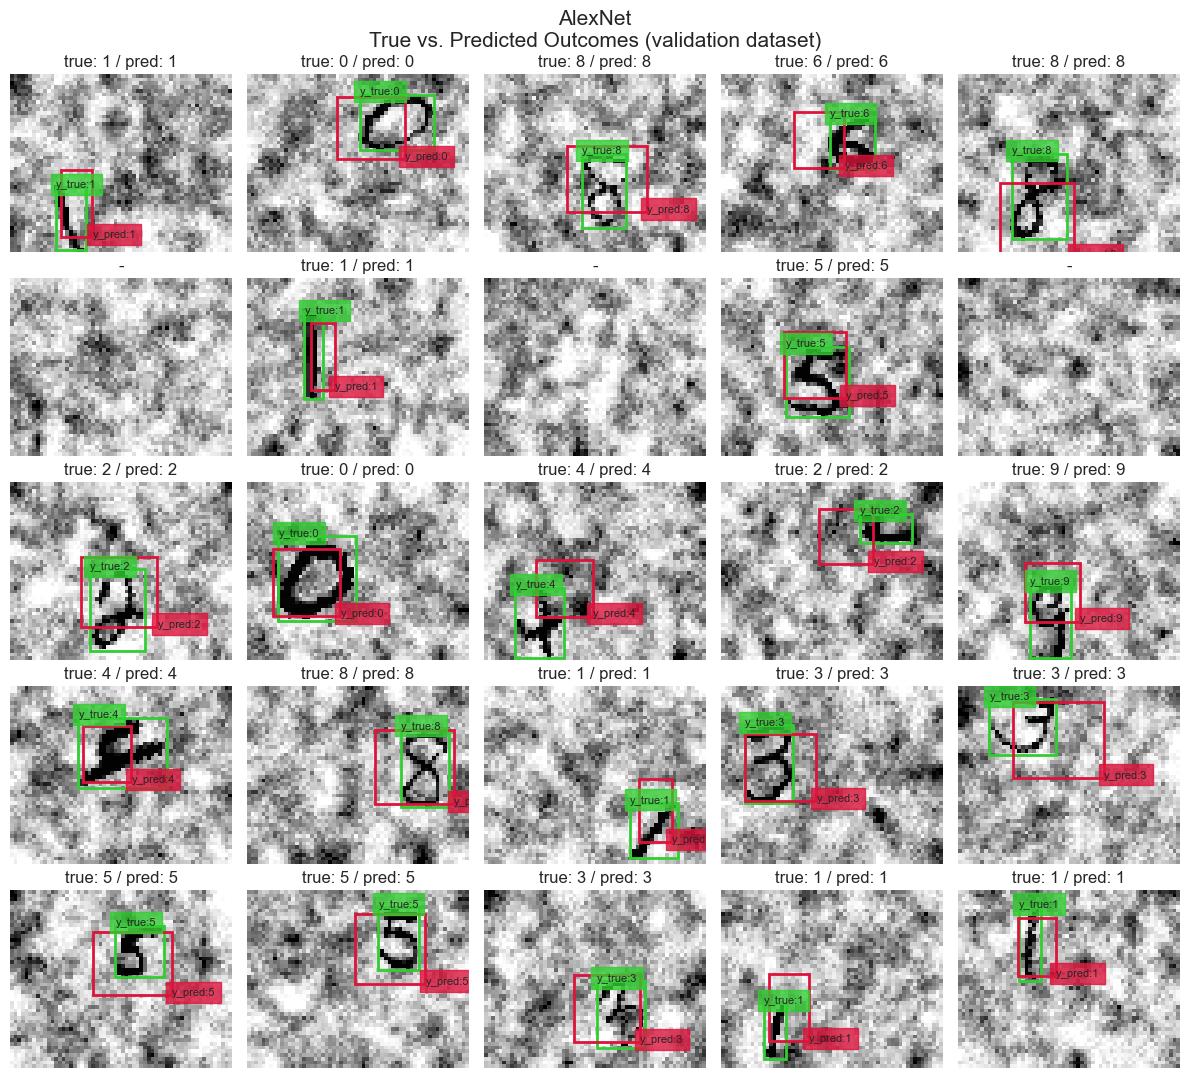 AlexNet
True vs. Predicted Outcomes (validation dataset)
true: 1 / pred: 1
true: 0 / pred: 0
true: 8 / pred: 8
true: 6 / pred: 6
true: 8 / pred: 8
y_true:1
y_pred:1
y_true:0
y_pred:0
y_true:8
y_pred:8
y_true:6
y_pred:6
y_true:8
-
true: 1 / pred: 1
-
true: 5 / pred: 5
-
y_true:1
y_pred:1
y_true:5
y_pred:5
true: 2 / pred: 2
true: 0 / pred: 0
true: 4 / pred: 4
true: 2 / pred: 2
true: 9 / pred: 9
y_true:2
y_pred:2
y_true:0
y_pred:0
y_true:4
y_pred:4
y_true:2
y_pred:2
y_true:9
y_pred:9
true: 4 / pred: 4
true: 8 / pred: 8
true: 1 / pred: 1
true: 3 / pred: 3
true: 3 / pred: 3
y_true:4
y_pred:4
y_true:8
y_true:1
y_pred
y_true:3
y_pred:3
y_true:3
y_pred:3
true: 5 / pred: 5
true: 5 / pred: 5
true: 3 / pred: 3
true: 1 / pred: 1
true: 1 / pred: 1
y_true:5
y_pred:5
y_true:5
y_pred:5
y_true:3
y_pred:3
y_true:1
y_pred:1
y_true:1
y_pred:1